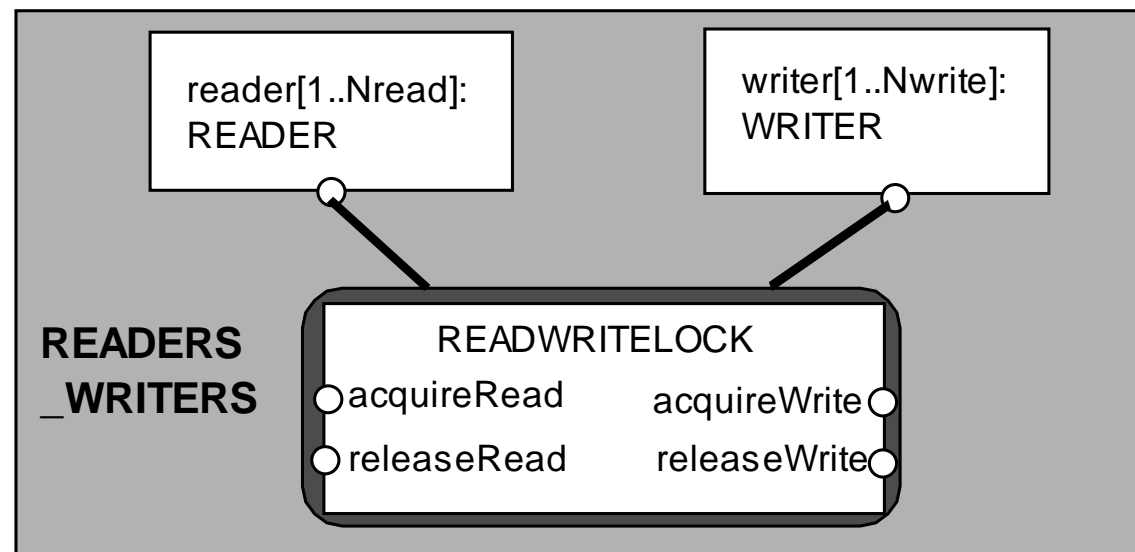 reader[1..Nread]:
READER
writer[1..Nwrite]:
WRITER
READERS
_WRITERS
READWRITELOCK
acquireRead
acquireWrite
releaseRead
releaseWrite